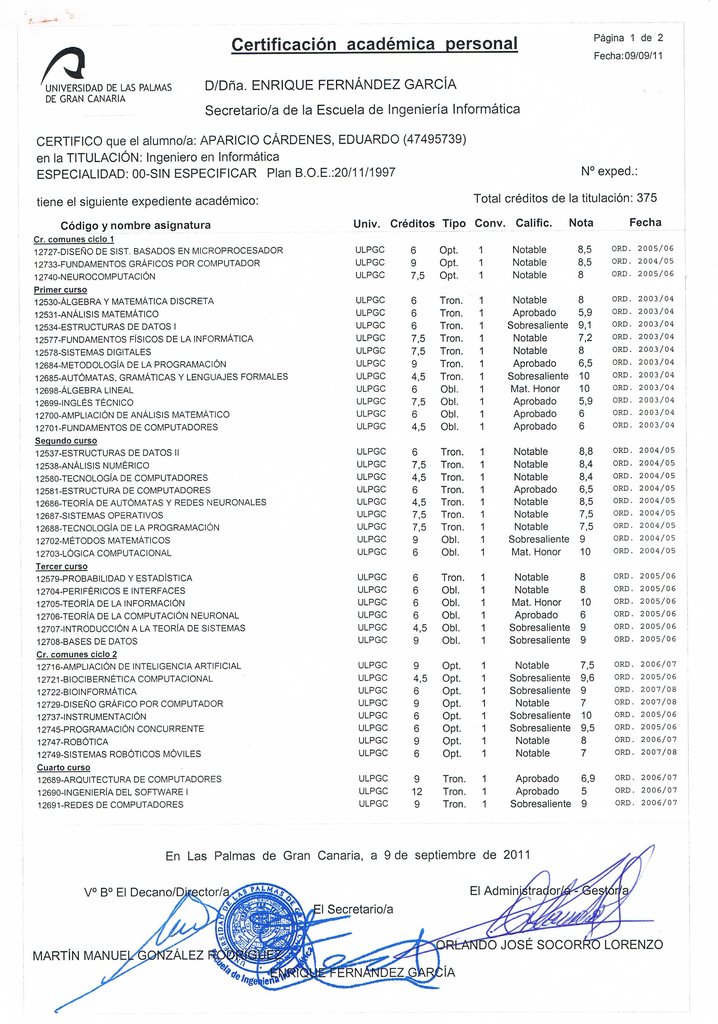 Certificación académica personal
Página 1 de 2
Fecha:09/09/11
UNIVERSIDAD DE LAS PALMAS
DE GRAN CANARIA
D/Dña. ENRIQUE FERNÁNDEZ GARCÍA
Secretario/a de la Escuela de Ingeniería Informática
CERTIFICO que el alumno/a: APARICIO CÁRDENES, EDUARDO (47495739)
en la TITULACIÓN: Ingeniero en Informática
ESPECIALIDAD: 00-SIN ESPECIFICAR Plan B.O.E.:20/11/1997 Nº exped.:
tiene el siguiente expediente académico: Total créditos de la titulación: 375
Código y nombre asignatura Univ. Créditos Tipo Conv. Calific. Nota Fecha
Cr. comunes ciclo 1
12727-DISEÑO DE SIST. BASADOS EN MICROPROCESADOR ULPGC 6 Opt. 1 Notable 8,5 ORD. 2005/06
12733-FUNDAMENTOS GRÁFICOS POR COMPUTADOR ULPGC 9 Opt. 1 Notable 8,5 ORD. 2004/05
12740-NEUROCOMPUTACIÓN ULPGC 7,5 Opt. 1 Notable 8 ORD. 2005/06
Primer curso
12530-ÁLGEBRA Y MATEMÁTICA DISCRETA ULPGC 6 Tron. 1 Notable 8 ORD. 2003/04
12531-ANÁLISIS MATEMÁTICO ULPGC 6 Tron. 1 Aprobado 5,9 ORD. 2003/04
12534-ESTRUCTURAS DE DATOS I ULPGC 6 Tron. 1 Sobresaliente 9,1 ORD. 2003/04
12577-FUNDAMENTOS FÍSICOS DE LA INFORMÁTICA ULPGC 7,5 Tron. 1 Notable 7,2 ORD. 2003/04
12578-SISTEMAS DIGITALES ULPGC 7,5 Tron. 1 Notable 8 ORD. 2003/04
12684-METODOLOGÍA DE LA PROGRAMACIÓN ULPGC 9 Tron. 1 Aprobado 6,5 ORD. 2003/04
12685-AUTÓMATAS, GRAMÁTICAS Y LENGUAJES FORMALES ULPGC 4,5 Tron. 1 Sobresaliente 10 ORD. 2003/04
12698-ÁLGEBRA LINEAL ULPGC 6 Obl. 1 Mat. Honor 10 ORD. 2003/04
12699-INGLÉS TÉCNICO ULPGC 7,5 Obl. 1 Aprobado 5,9 ORD. 2003/04
12700-AMPLIACIÓN DE ANÁLISIS MATEMÁTICO ULPGC 6 Obl. 1 Aprobado 6 ORD. 2003/04
12701-FUNDAMENTOS DE COMPUTADORES ULPGC 4,5 Obl. 1 Aprobado 6 ORD. 2003/04
Segundo curso
12537-ESTRUCTURAS DE DATOS II ULPGC 6 Tron. 1 Notable 8,8 ORD. 2004/05
12538-ANÁLISIS NUMÉRICO ULPGC 7,5 Tron. 1 Notable 8,4 ORD. 2004/05
12580-TECNOLOGÍA DE COMPUTADORES ULPGC 4,5 Tron. 1 Notable 8,4 ORD. 2004/05
12581-ESTRUCTURA DE COMPUTADORES ULPGC 6 Tron. 1 Aprobado 6,5 ORD. 2004/05
12686-TEORÍA DE AUTÓMATAS Y REDES NEURONALES ULPGC 4,5 Tron. 1 Notable 8,5 ORD. 2004/05
12687-SISTEMAS OPERATIVOS ULPGC 7,5 Tron. 1 Notable 7,5 ORD. 2004/05
12688-TECNOLOGÍA DE LA PROGRAMACIÓN ULPGC 7,5 Tron. 1 Notable 7,5 ORD. 2004/05
12702-MÉTODOS MATEMÁTICOS ULPGC 9 Obl. 1 Sobresaliente 9 ORD. 2004/05
12703-LÓGICA COMPUTACIONAL ULPGC 6 Obl. 1 Mat. Honor 10 ORD. 2004/05
Tercer curso
12579-PROBABILIDAD Y ESTADÍSTICA ULPGC 6 Tron. 1 Notable 8 ORD. 2005/06
12704-PERIFÉRICOS E INTERFACES ULPGC 6 Obl. 1 Notable 8 ORD. 2005/06
12705-TEORÍA DE LA INFORMACIÓN ULPGC 6 Obl. 1 Mat. Honor 10 ORD. 2005/06
12706-TEORÍA DE LA COMPUTACIÓN NEURONAL ULPGC 6 Obl. 1 Aprobado 6 ORD. 2005/06
12707-INTRODUCCIÓN A LA TEORÍA DE SISTEMAS ULPGC 4,5 Obl. 1 Sobresaliente 9 ORD. 2005/06
12708-BASES DE DATOS ULPGC 9 Obl. 1 Sobresaliente 9 ORD. 2005/06
Cr. comunes ciclo 2
12716-AMPLIACIÓN DE INTELIGENCIA ARTIFICIAL ULPGC 9 Opt. 1 Notable 7,5 ORD. 2006/07
12721-BIOCIBERNÉTICA COMPUTACIONAL ULPGC 4,5 Opt. 1 Sobresaliente 9,6 ORD. 2005/06
12722-BIOINFORMÁTICA ULPGC 6 Opt. 1 Sobresaliente 9 ORD. 2007/08
12729-DISEÑO GRÁFICO POR COMPUTADOR ULPGC 9 Opt. 1 Notable 7 ORD. 2007/08
12737-INSTRUMENTACIÓN ULPGC 6 Opt. 1 Sobresaliente 10 ORD. 2005/06
12745-PROGRAMACIÓN CONCURRENTE ULPGC 6 Opt. 1 Sobresaliente 9,5 ORD. 2005/06
12747-ROBÓTICA ULPGC 9 Opt. 1 Notable 8 ORD. 2006/07
12749-SISTEMAS ROBÓTICOS MÓVILES ULPGC 6 Opt. 1 Notable 7 ORD. 2007/08
Cuarto curso
12689-ARQUITECTURA DE COMPUTADORES ULPGC 9 Tron. 1 Aprobado 6,9 ORD. 2006/07
12690-INGENIERÍA DEL SOFTWARE I ULPGC 12 Tron. 1 Aprobado 5 ORD. 2006/07
12691-REDES DE COMPUTADORES ULPGC 9 Tron. 1 Sobresaliente 9 ORD. 2006/07
En Las Palmas de Gran Canaria, a 9 de septiembre de 2011
Vº Bº El Decano/Director/a El Administrador/a - Gestor/a
El Secretario/a
MARTÍN MANUEL GONZÁLEZ RODRÍGUEZ ORLANDO JOSÉ SOCORRO LORENZO
ENRIQUE FERNÁNDEZ GARCÍA